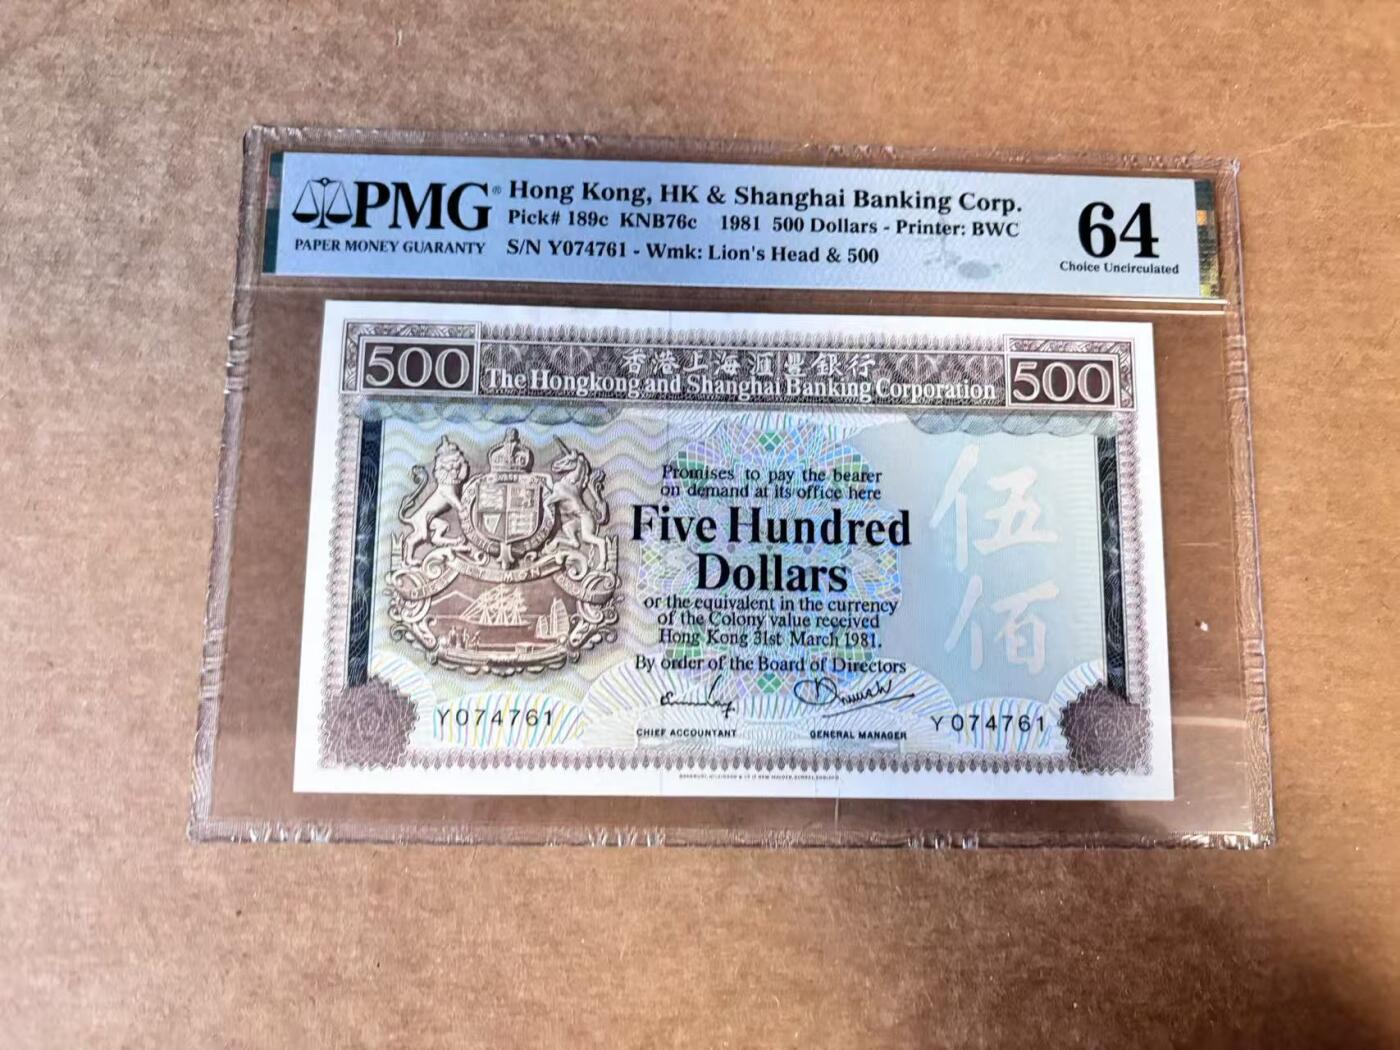 PMG®
PAPER MONEY GUARANTY
Hong Kong, HK & Shanghai Banking Corp.
Pick# 189c KNB76c 1981 500 Dollars - Printer: BWC
S/N Y074761 - Wmk: Lion's Head & 500
64
Choice Uncirculated
500
香港上海滙豐銀行
The Hongkong and Shanghai Banking Corporation
500
Promises to pay the bearer
on demand at its office here
Five Hundred
Dollars
or the equivalent in the currency
of the Colony value received
Hong Kong 31st March 1981.
By order of the Board of Directors
伍佰
CHIEF ACCOUNTANT
GENERAL MANAGER
Y074761
Y074761